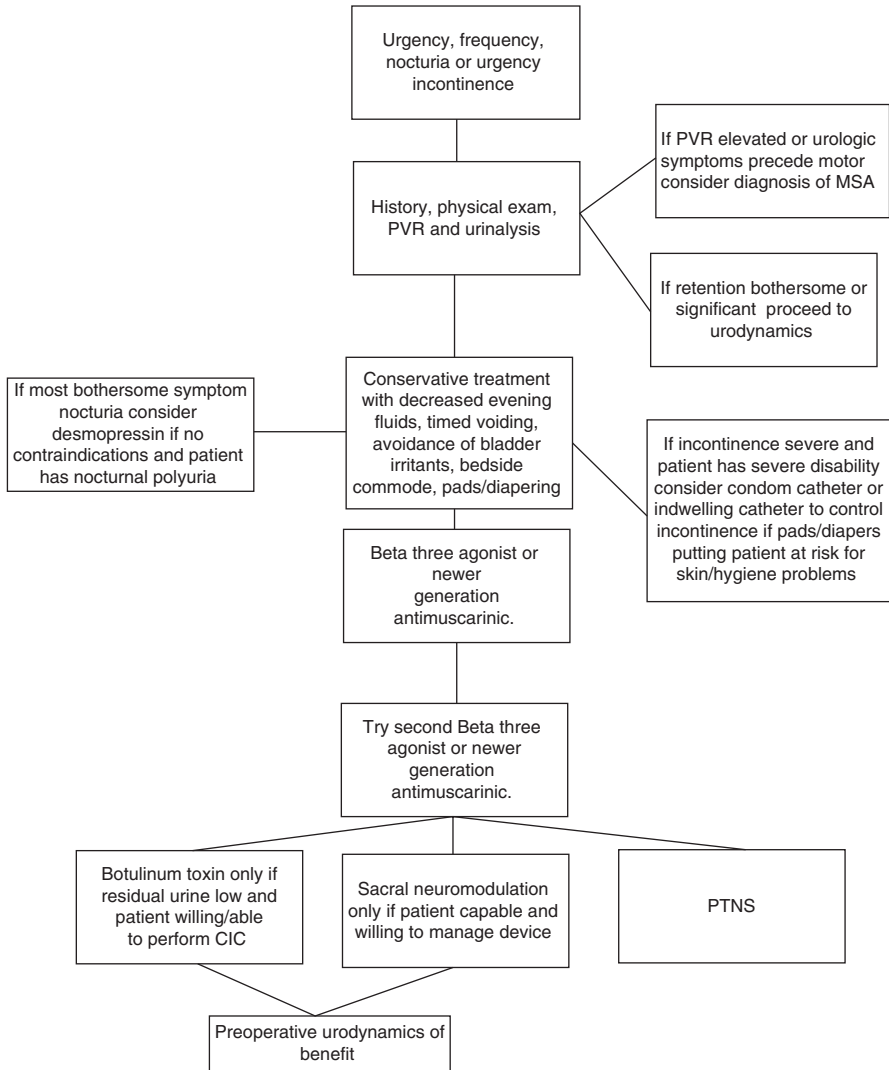 Urgency, frequency,
nocturia or urgency
incontinence
If PVR elevated or urologic
symptoms precede motor
consider diagnosis of MSA
History, physical exam,
PVR and urinalysis
If retention bothersome or
significant proceed to
urodynamics
If most bothersome symptom
nocturia consider
desmopressin if no
contraindications and patient
has nocturnal polyuria
Conservative treatment
with decreased evening
fluids, timed voiding,
avoidance of bladder
irritants, bedside
commode, pads/diapering
If incontinence severe and
patient has severe disability
consider condom catheter or
indwelling catheter to control
incontinence if pads/diapers
putting patient at risk for
skin/hygiene problems
Beta three agonist or
newer
generation
antimuscarinic.
Try second Beta three
agonist or newer
generation
antimuscarinic.
Botulinum toxin only if
residual urine low and
patient willing/able
to perform CIC
Sacral neuromodulation
only if patient capable and
willing to manage device
PTNS
Preoperative urodynamics of
benefit